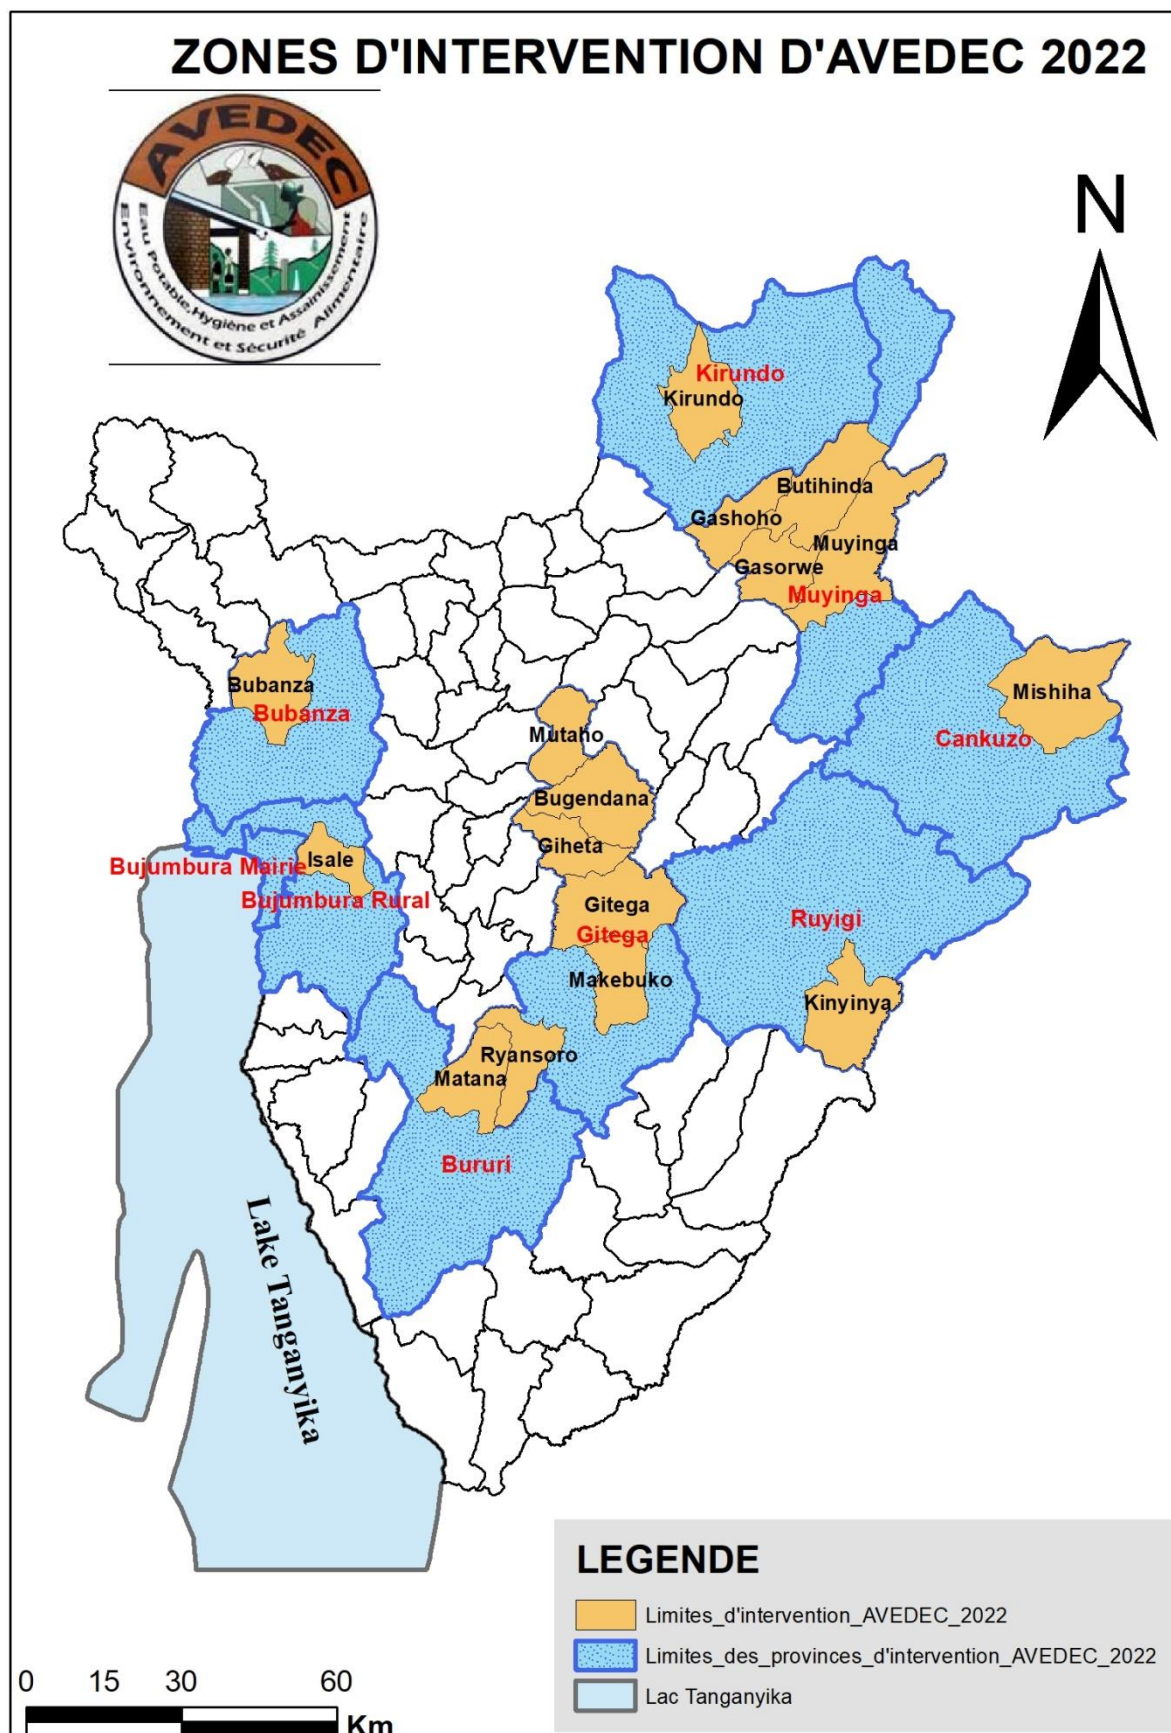 ZONES D'INTERVENTION D'AVEDEC 2022
AVEDEC
Eau Potable, Hygiène et Assainissement
Environnement et Sécurité Alimentaire
N
Kirundo
Kirundo
Butihinda
Gashoho
Muyinga
Gasorwe
Muyinga
Bubanza
Bubanza
Mishiha
Cankuzo
Mutaho
Bugendana
Giheta
Isale
Bujumbura Mairie
Bujumbura Rural
Gitega
Gitega
Ruyigi
Makebuko
Kinyinya
Ryansoro
Matana
Bururi
Lake Tanganyika
LEGENDE
Limites_d'intervention_AVEDEC_2022
Limites_des_provinces_d'intervention_AVEDEC_2022
Lac Tanganyika
0 15 30 60
Km